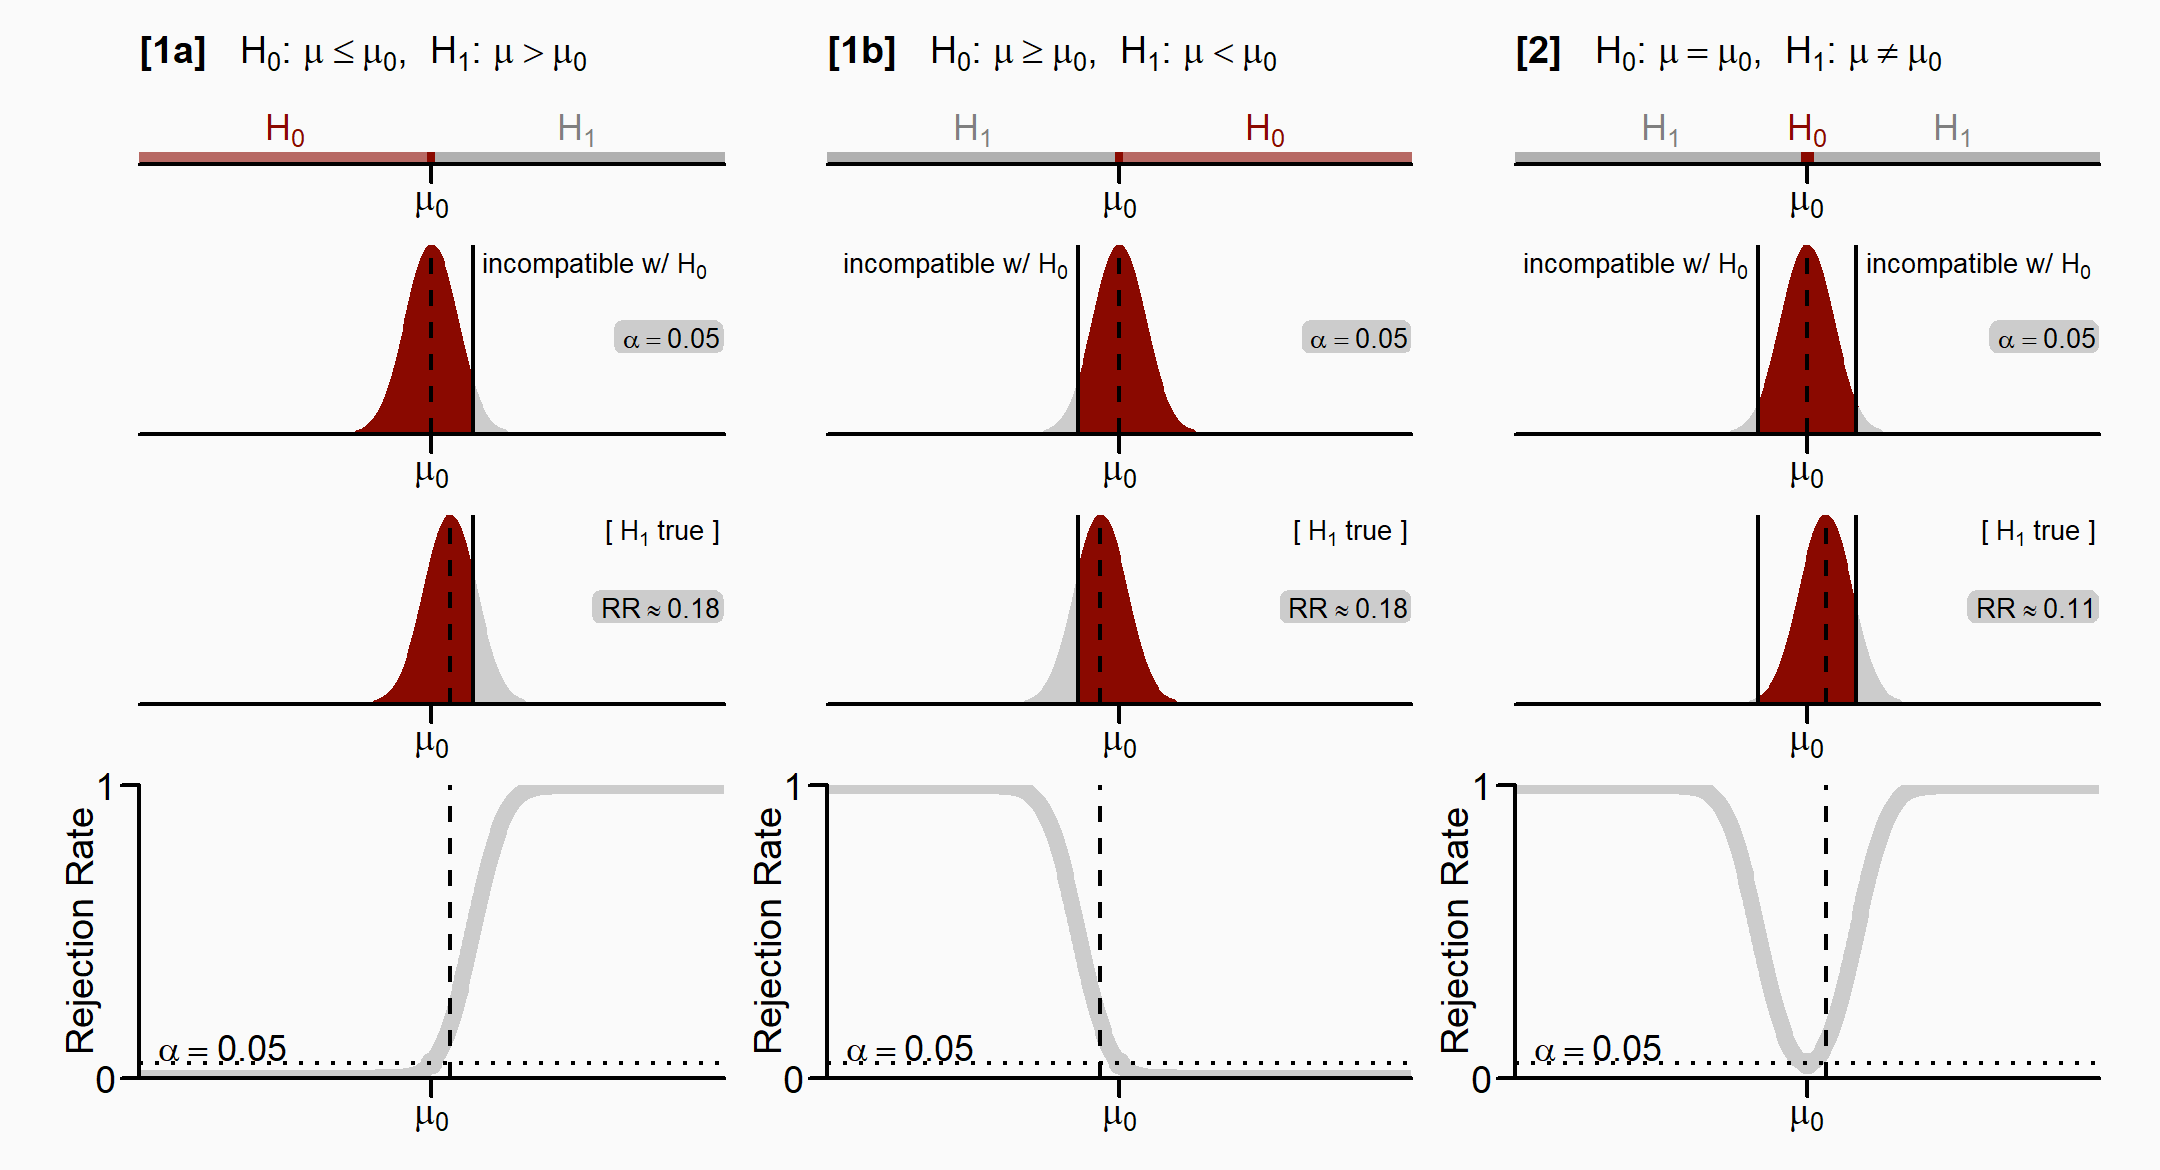 [1a] H₀: μ ≤ μ₀, H₁: μ > μ₀
H₀ H₁
μ₀
incompatible w/ H₀
α = 0.05
μ₀
[ H₁ true ]
RR ≈ 0.18
μ₀
1
Rejection Rate
α = 0.05
0
μ₀
[1b] H₀: μ ≥ μ₀, H₁: μ < μ₀
H₁ H₀
μ₀
incompatible w/ H₀
α = 0.05
μ₀
[ H₁ true ]
RR ≈ 0.18
μ₀
1
Rejection Rate
α = 0.05
0
μ₀
[2] H₀: μ = μ₀, H₁: μ ≠ μ₀
H₁ H₀ H₁
μ₀
incompatible w/ H₀ incompatible w/ H₀
α = 0.05
μ₀
[ H₁ true ]
RR ≈ 0.11
μ₀
1
Rejection Rate
α = 0.05
0
μ₀